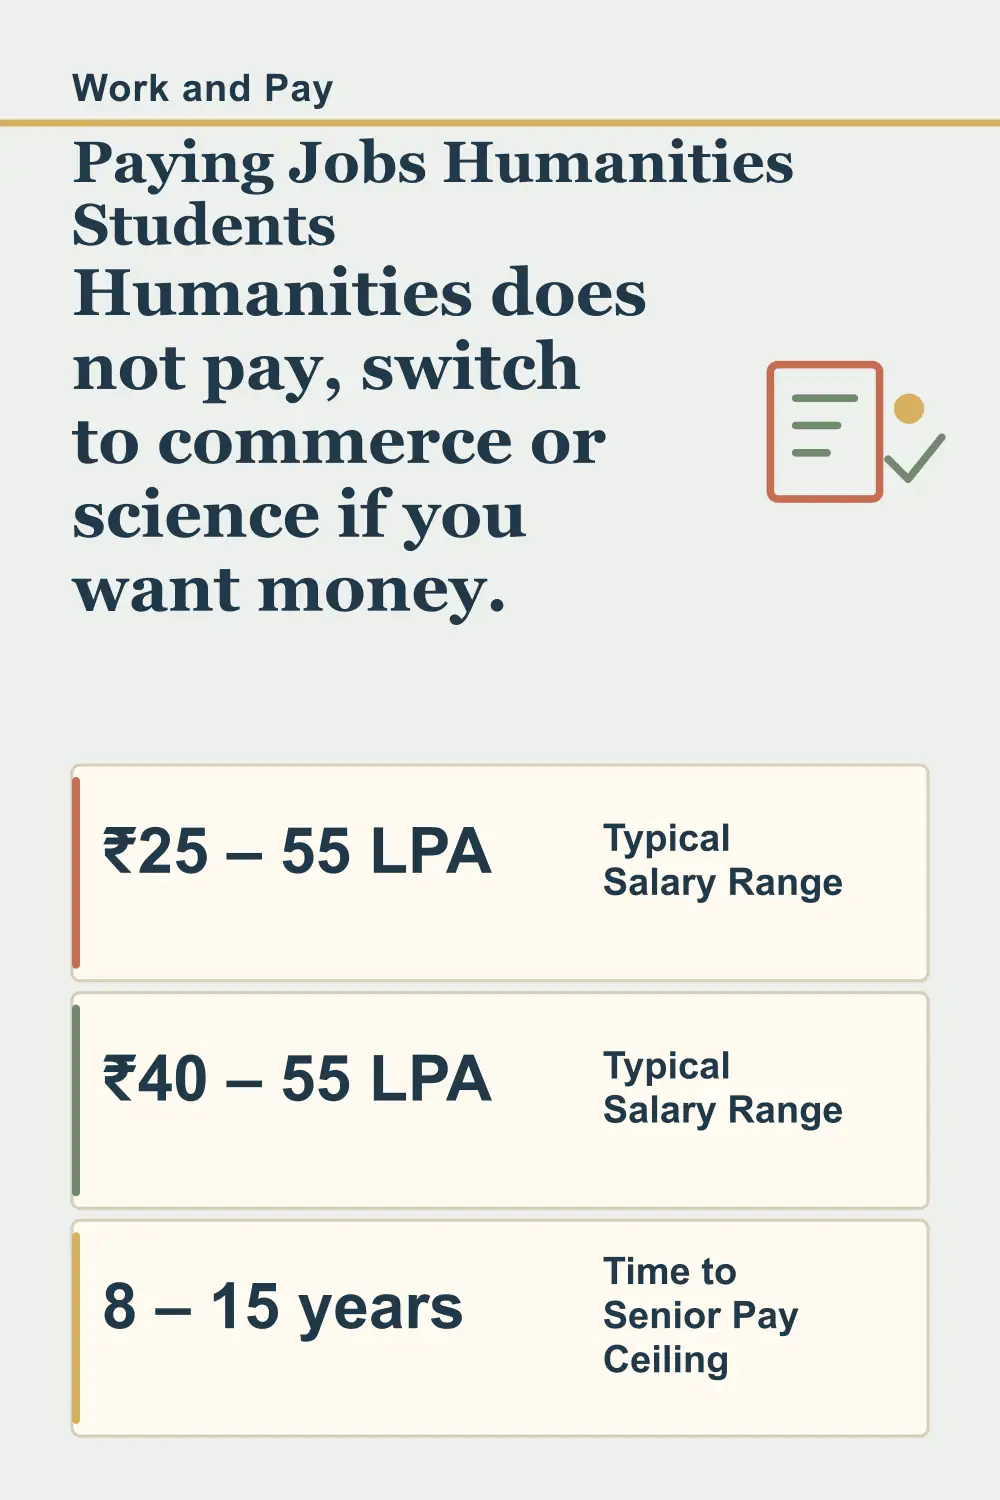 Work and Pay
Paying Jobs Humanities
Students
Humanities does
not pay, switch
to commerce or
science if you
want money.
₹25 – 55 LPA
Typical
Salary Range
₹40 – 55 LPA
Typical
Salary Range
8 – 15 years
Time to
Senior Pay
Ceiling